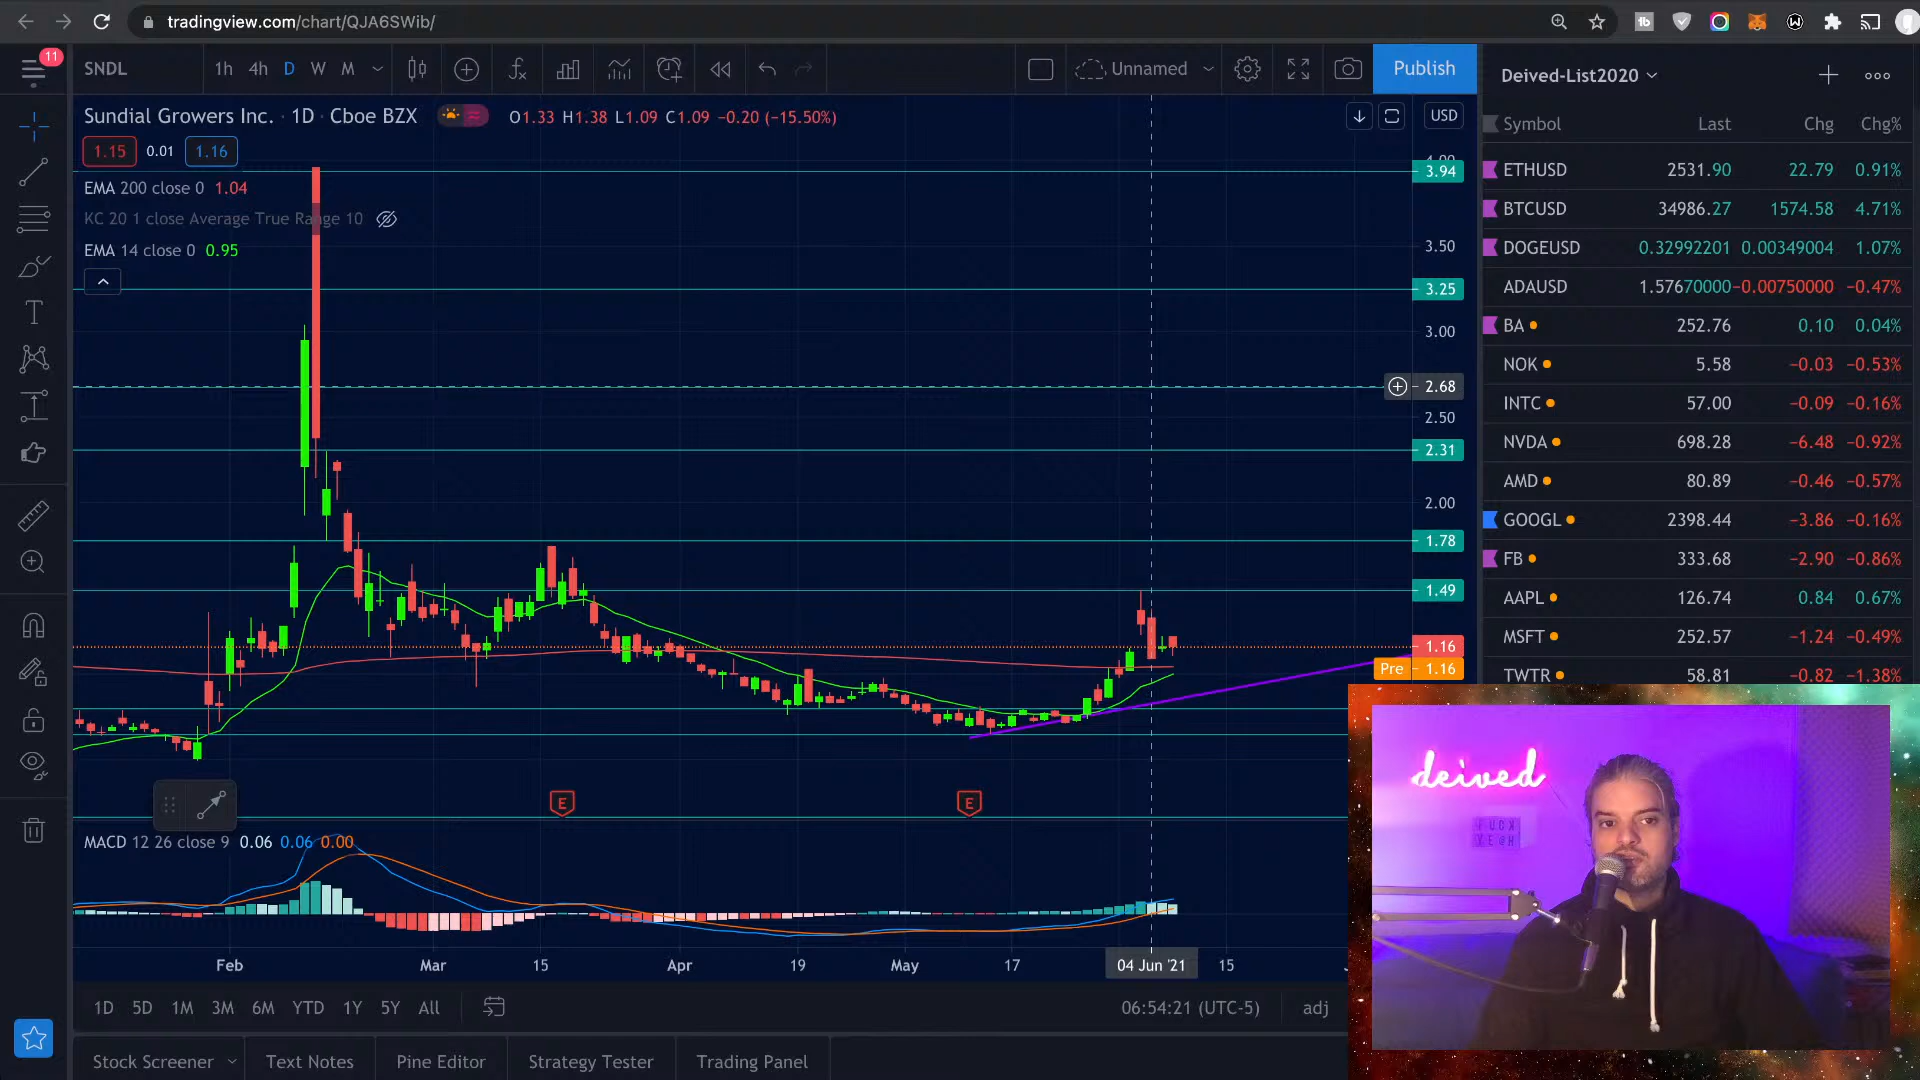 tradingview.com/chart/QJA6SWib/
11
SNDL 1h 4h D W M Unnamed Publish
Sundial Growers Inc. · 1D · Cboe BZX O1.33 H1.38 L1.09 C1.09 −0.20 (−15.50%)
1.15 0.01 1.16
EMA 200 close 0 1.04
KC 20 1 close Average True Range 10
EMA 14 close 0 0.95
USD
4.00
3.94
3.50
3.25
3.00
2.68
2.50
2.31
2.00
1.78
1.49
1.16
Pre 1.16
E E
MACD 12 26 close 9 0.06 0.06 0.00
Feb Mar 15 Apr 19 May 17 04 Jun '21 15
1D 5D 1M 3M 6M YTD 1Y 5Y All 06:54:21 (UTC-5) adj
Stock Screener Text Notes Pine Editor Strategy Tester Trading Panel
Deived-List2020
Symbol Last Chg Chg%
ETHUSD 2531.90 22.79 0.91%
BTCUSD 34986.27 1574.58 4.71%
DOGEUSD 0.32992201 0.00349004 1.07%
ADAUSD 1.57670000 −0.00750000 −0.47%
BA 252.76 0.10 0.04%
NOK 5.58 −0.03 −0.53%
INTC 57.00 −0.09 −0.16%
NVDA 698.28 −6.48 −0.92%
AMD 80.89 −0.46 −0.57%
GOOGL 2398.44 −3.86 −0.16%
FB 333.68 −2.90 −0.86%
AAPL 126.74 0.84 0.67%
MSFT 252.57 −1.24 −0.49%
TWTR 58.81 −0.82 −1.38%
deived
FUCK
YEAH